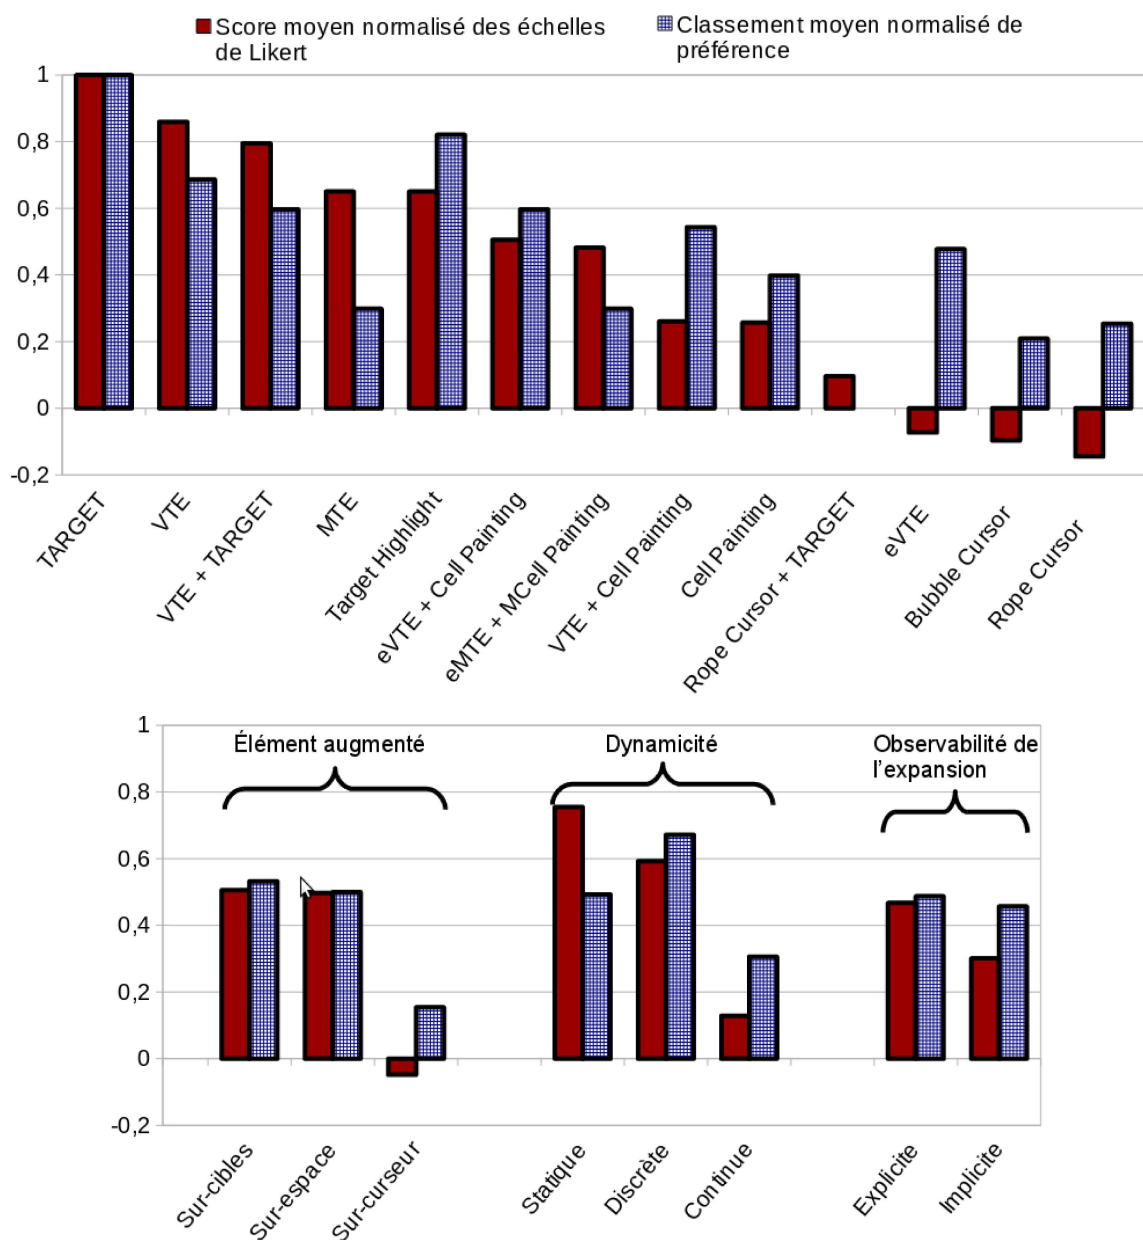 Score moyen normalisé des échelles
de Likert
Classement moyen normalisé de
préférence
1
0,8
0,6
0,4
0,2
0
-0,2
TARGET
VTE
VTE + TARGET
MTE
Target Highlight
eVTE + Cell Painting
eMTE + MCell Painting
VTE + Cell Painting
Cell Painting
Rope Cursor + TARGET
eVTE
Bubble Cursor
Rope Cursor
1
0,8
0,6
0,4
0,2
0
-0,2
Élément augmenté
Dynamicité
Observabilité de
l'expansion
Sur-cibles
Sur-espace
Sur-curseur
Statique
Discrète
Continue
Explicite
Implicite